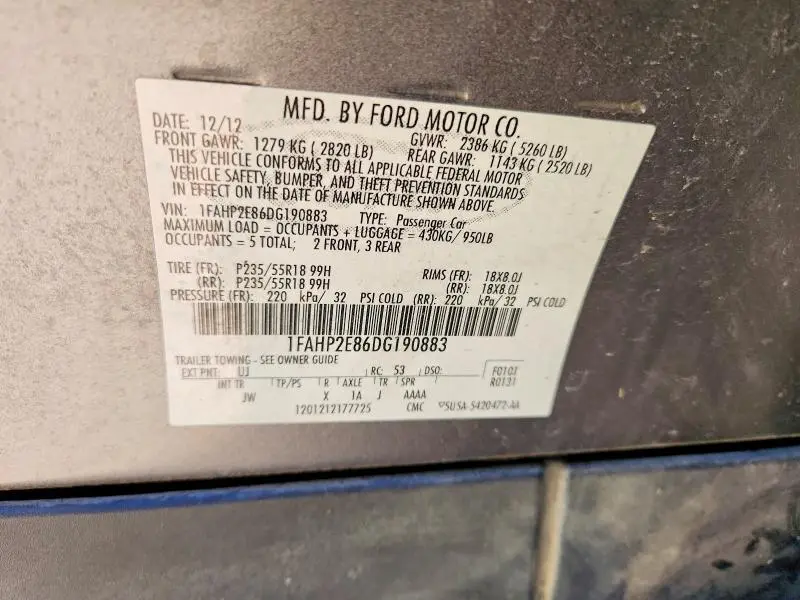 MFD. BY FORD MOTOR CO.
DATE: 12/12 GVWR: 2386 KG ( 5260 LB)
FRONT GAWR: 1279 KG ( 2820 LB) REAR GAWR: 1143 KG ( 2520 LB)
THIS VEHICLE CONFORMS TO ALL APPLICABLE FEDERAL MOTOR
VEHICLE SAFETY, BUMPER, AND THEFT PREVENTION STANDARDS
IN EFFECT ON THE DATE OF MANUFACTURE SHOWN ABOVE.
VIN: 1FAHP2E86DG190883 TYPE: Passenger Car
MAXIMUM LOAD = OCCUPANTS + LUGGAGE = 430KG/ 950LB
OCCUPANTS = 5 TOTAL; 2 FRONT, 3 REAR
TIRE (FR): P235/55R18 99H RIMS (FR): 18X8.0J
(RR): P235/55R18 99H (RR): 18X8.0J
PRESSURE (FR): 220 kPa/ 32 PSI COLD (RR): 220 kPa/ 32 PSI COLD
1FAHP2E86DG190883
TRAILER TOWING - SEE OWNER GUIDE
EXT PNT: UJ RC: 53 DSO: F0101
R0131
INT TR TP/PS R AXLE TR SPR
JW X 1A J AAAA
1201212177725 CMC 5USA-5420472-AA